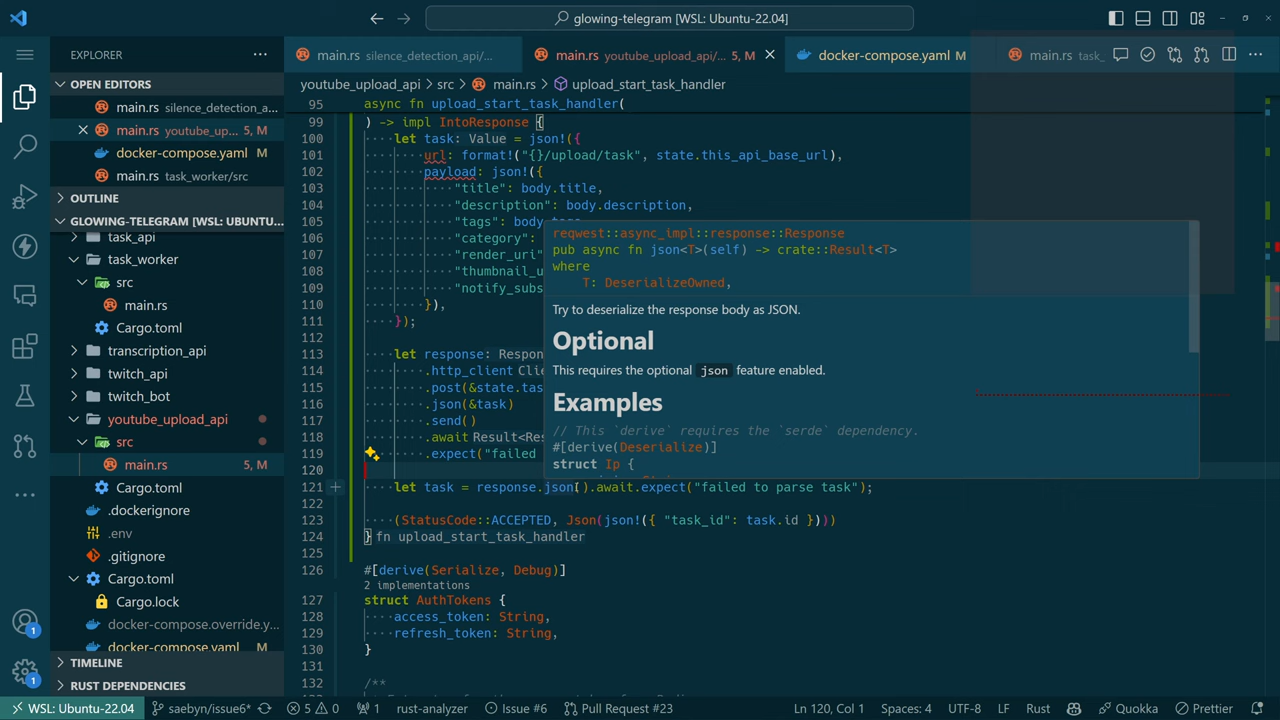 glowing-telegram [WSL: Ubuntu-22.04]
EXPLORER
OPEN EDITORS
main.rs silence_detection_a...
main.rs youtube_up... 5, M
docker-compose.yaml M
main.rs task_worker/src
OUTLINE
GLOWING-TELEGRAM [WSL: UBUNTU-...
task_api
task_worker
src
main.rs
Cargo.toml
transcription_api
twitch_api
twitch_bot
youtube_upload_api
src
main.rs 5, M
Cargo.toml
.dockerignore
.env
.gitignore
Cargo.toml
Cargo.lock
docker-compose.override.y...
docker-compose.yaml M
TIMELINE
RUST DEPENDENCIES
main.rs silence_detection_api/...
main.rs youtube_upload_api/... 5, M
docker-compose.yaml M
main.rs task_
youtube_upload_api > src > main.rs > upload_start_task_handler
95 async fn upload_start_task_handler(
99 ) -> impl IntoResponse {
100 let task: Value = json!({
101 url: format!("{}/upload/task", state.this_api_base_url),
102 payload: json!({
103 "title": body.title,
104 "description": body.description,
105 "tags": body.tags,
106 "category":
107 "render_uri"
108 "thumbnail_u
109 "notify_subs
110 }),
111 });
112
113 let response: Respon
114 .http_client Clie
115 .post(&state.tas
116 .json(&task)
117 .send()
118 .await Result<Res
119 .expect("failed
120
121 let task = response.json().await.expect("failed to parse task");
122
123 (StatusCode::ACCEPTED, Json(json!({ "task_id": task.id })))
124 } fn upload_start_task_handler
125
126 #[derive(Serialize, Debug)]
2 implementations
127 struct AuthTokens {
128 access_token: String,
129 refresh_token: String,
130 }
131
132 /**
reqwest::async_impl::response::Response
pub async fn json<T>(self) -> crate::Result<T>
where
T: DeserializeOwned,
Try to deserialize the response body as JSON.
Optional
This requires the optional json feature enabled.
Examples
// This `derive` requires the `serde` dependency.
#[derive(Deserialize)]
struct Ip {
1
1
WSL: Ubuntu-22.04 saebyn/issue6* 5 0 1 rust-analyzer Issue #6 Pull Request #23 Ln 120, Col 1 Spaces: 4 UTF-8 LF Rust Quokka Prettier